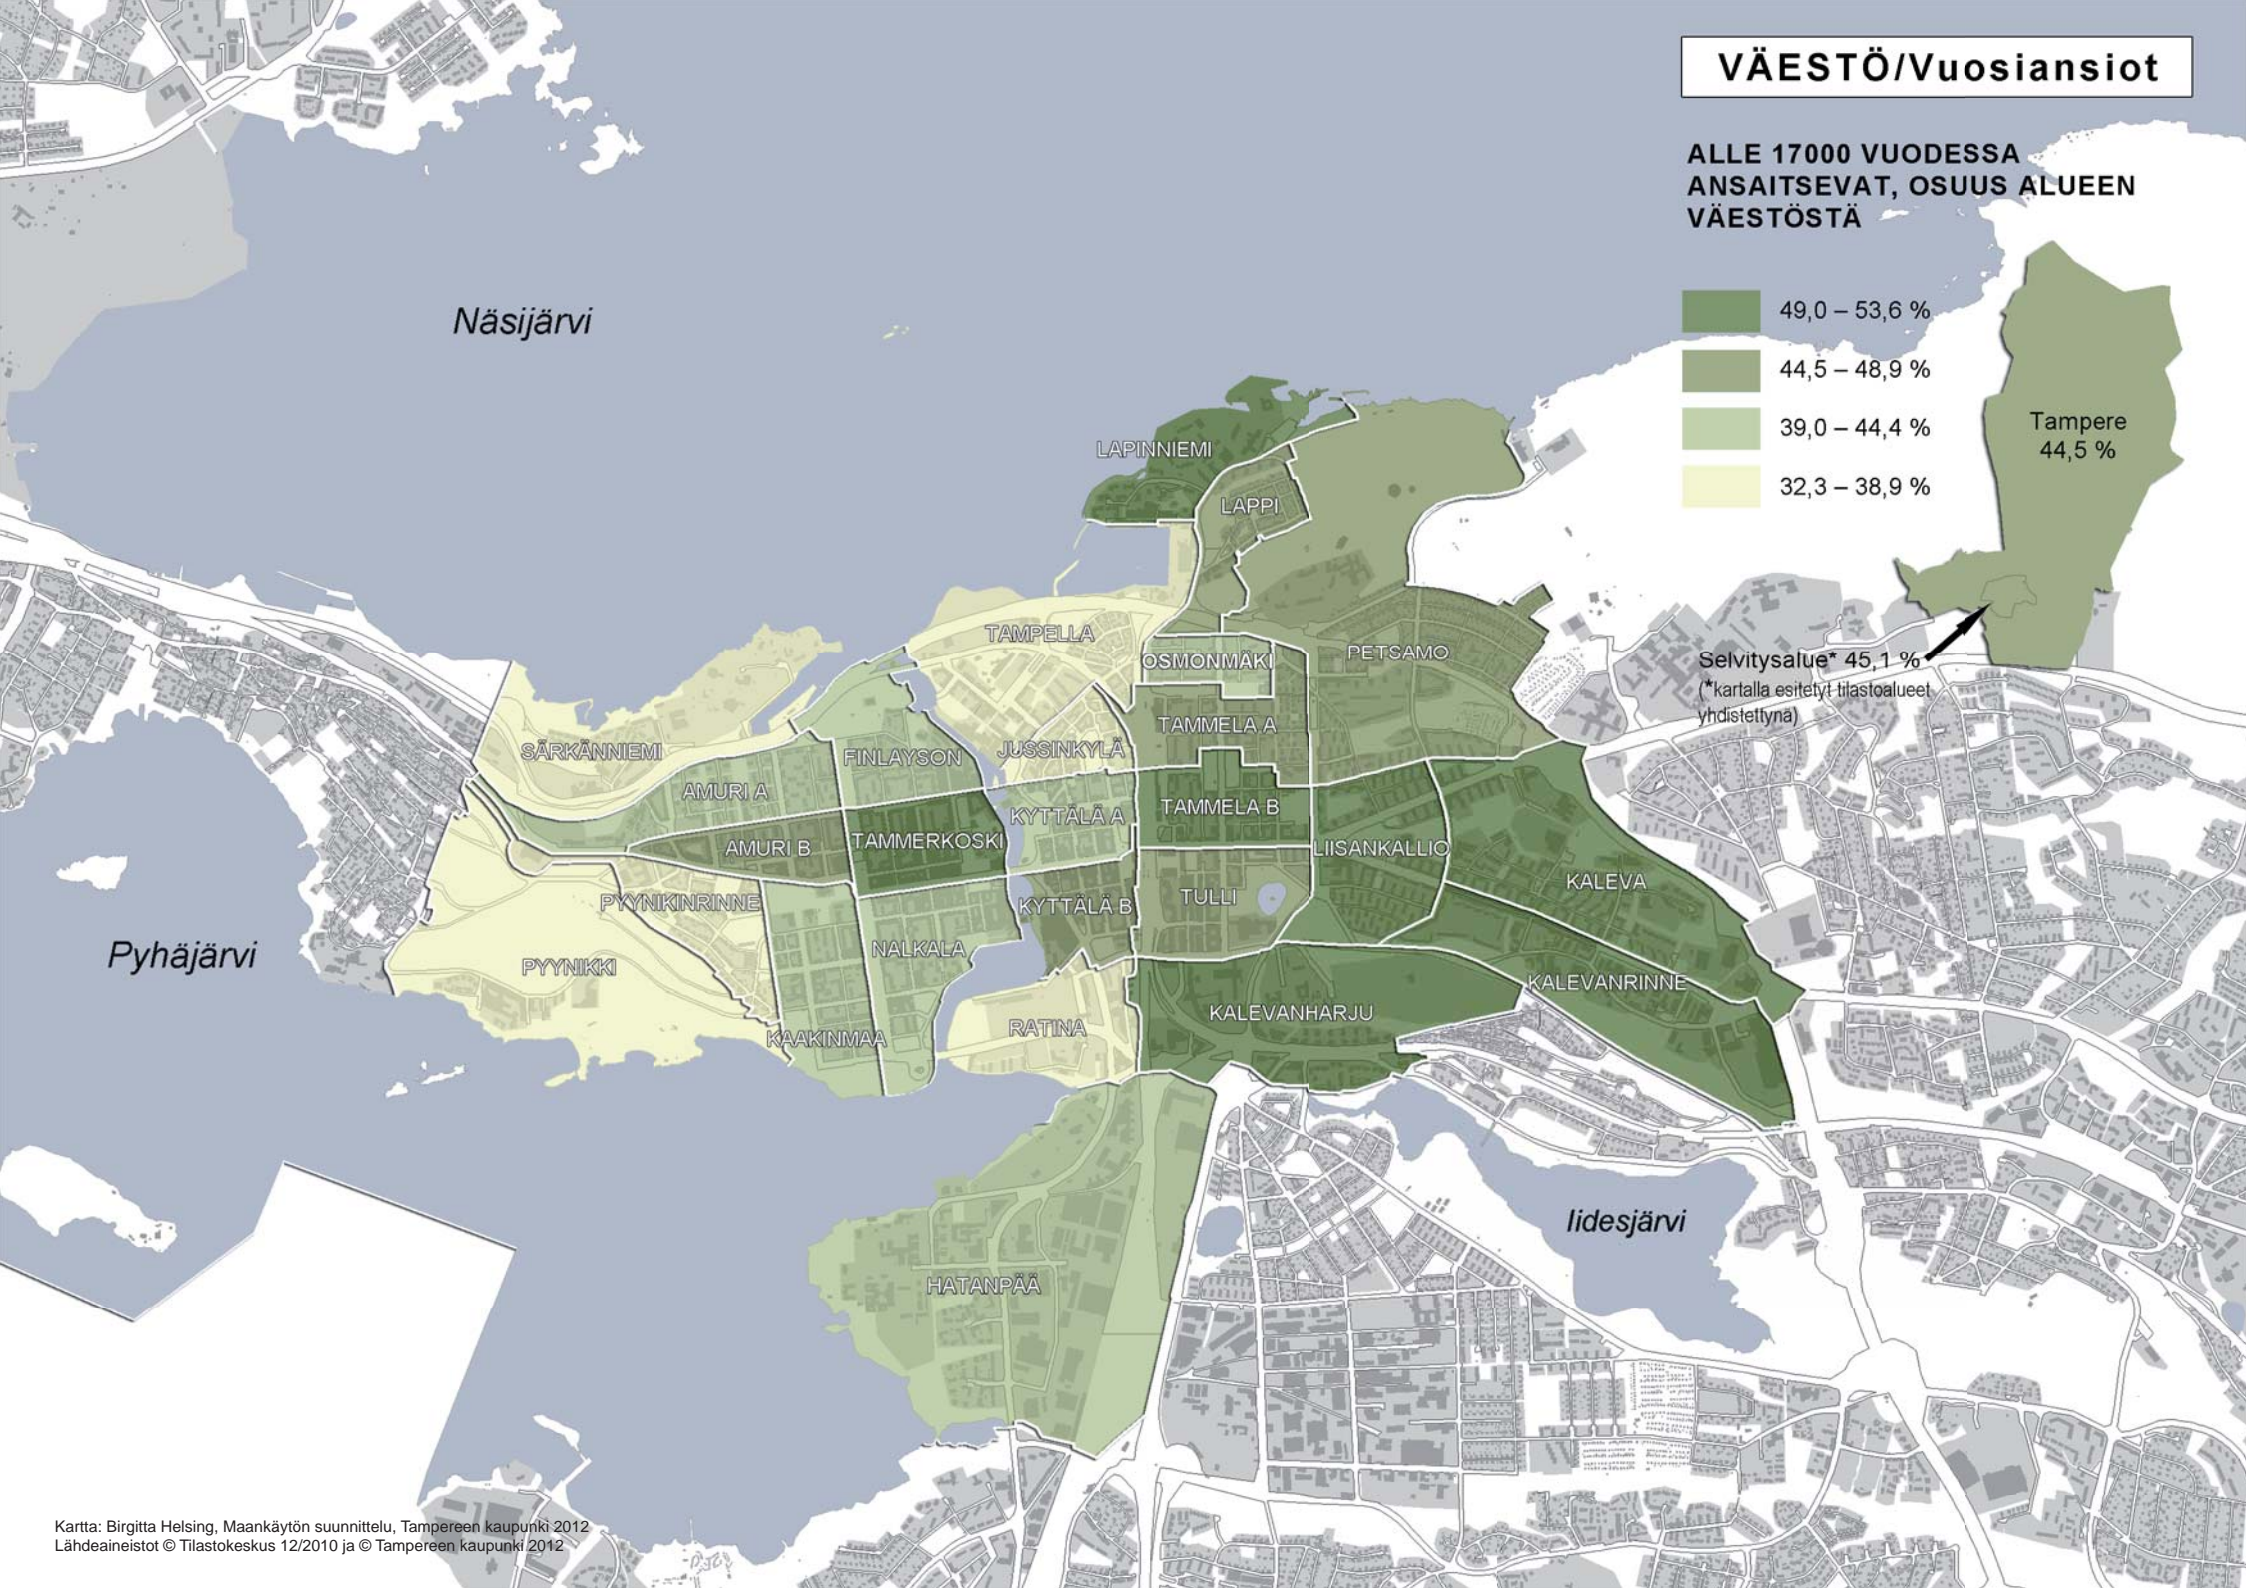 VÄESTÖ/Vuosiansiot
ALLE 17000 VUODESSA
ANSAITSEVAT, OSUUS ALUEEN
VÄESTÖSTÄ
49,0 – 53,6 %
44,5 – 48,9 %
39,0 – 44,4 %
32,3 – 38,9 %
Tampere
44,5 %
Selvitysalue* 45,1 %
(*kartalla esitetyt tilastoalueet
yhdistettynä)
Näsijärvi
LAPINNIEMI
LAPPI
TAMPELLA
OSMONMÄKI
PETSAMO
SÄRKÄNNIEMI
FINLAYSON
JUSSINKYLÄ
TAMMELA A
AMURI A
KYTTÄLÄ A
TAMMELA B
AMURI B
TAMMERKOSKI
LIISANKALLIO
KALEVA
PYYNIKINRINNE
KYTTÄLÄ B
TULLI
Pyhäjärvi
PYYNIKKI
NALKALA
KALEVANRINNE
KAAKINMAA
RATINA
KALEVANHARJU
Iidesjärvi
HATANPÄÄ
Kartta: Birgitta Helsing, Maankäytön suunnittelu, Tampereen kaupunki 2012
Lähdeaineistot © Tilastokeskus 12/2010 ja © Tampereen kaupunki 2012